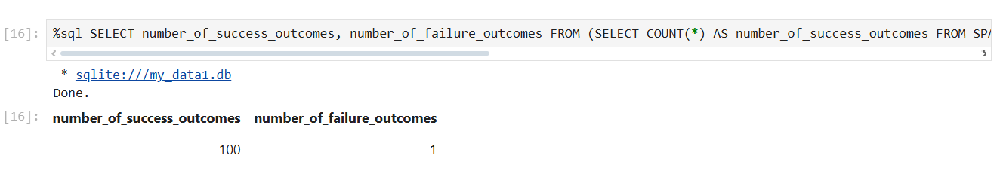 [16]: %sql SELECT number_of_success_outcomes, number_of_failure_outcomes FROM (SELECT COUNT(*) AS number_of_success_outcomes FROM SPA
* sqlite:///my_data1.db
Done.
[16]: number_of_success_outcomes number_of_failure_outcomes
100 1